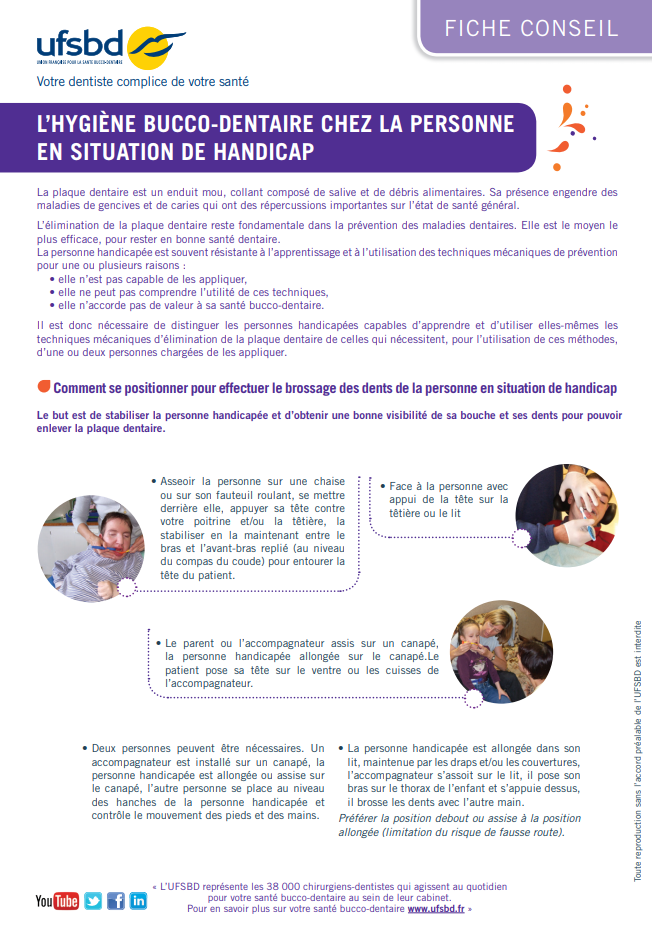 FICHE CONSEIL
ufsbd
UNION FRANÇAISE POUR LA SANTÉ BUCCO-DENTAIRE
Votre dentiste complice de votre santé
L'HYGIÈNE BUCCO-DENTAIRE CHEZ LA PERSONNE
EN SITUATION DE HANDICAP
La plaque dentaire est un enduit mou, collant composé de salive et de débris alimentaires. Sa présence engendre des
maladies de gencives et de caries qui ont des répercussions importantes sur l'état de santé général.
L'élimination de la plaque dentaire reste fondamentale dans la prévention des maladies dentaires. Elle est le moyen le
plus efficace, pour rester en bonne santé dentaire.
La personne handicapée est souvent résistante à l'apprentissage et à l'utilisation des techniques mécaniques de prévention
pour une ou plusieurs raisons :
• elle n'est pas capable de les appliquer,
• elle ne peut pas comprendre l'utilité de ces techniques,
• elle n'accorde pas de valeur à sa santé bucco-dentaire.
Il est donc nécessaire de distinguer les personnes handicapées capables d'apprendre et d'utiliser elles-mêmes les
techniques mécaniques d'élimination de la plaque dentaire de celles qui nécessitent, pour l'utilisation de ces méthodes,
d'une ou deux personnes chargées de les appliquer.
Comment se positionner pour effectuer le brossage des dents de la personne en situation de handicap
Le but est de stabiliser la personne handicapée et d'obtenir une bonne visibilité de sa bouche et ses dents pour pouvoir
enlever la plaque dentaire.
• Asseoir la personne sur une chaise
ou sur son fauteuil roulant, se mettre
derrière elle, appuyer sa tête contre
votre poitrine et/ou la têtière, la
stabiliser en la maintenant entre le
bras et l'avant-bras replié (au niveau
du compas du coude) pour entourer la
tête du patient.
• Face à la personne avec
appui de la tête sur la
têtière ou le lit
• Le parent ou l'accompagnateur assis sur un canapé,
la personne handicapée allongée sur le canapé.Le
patient pose sa tête sur le ventre ou les cuisses de
l'accompagnateur.
• Deux personnes peuvent être nécessaires. Un
accompagnateur est installé sur un canapé, la
personne handicapée est allongée ou assise sur
le canapé, l'autre personne se place au niveau
des hanches de la personne handicapée et
contrôle le mouvement des pieds et des mains.
• La personne handicapée est allongée dans son
lit, maintenue par les draps et/ou les couvertures,
l'accompagnateur s'assoit sur le lit, il pose son
bras sur le thorax de l'enfant et s'appuie dessus,
il brosse les dents avec l'autre main.
Préférer la position debout ou assise à la position
allongée (limitation du risque de fausse route).
Toute reproduction sans l'accord préalable de l'UFSBD est interdite
YouTube
f
in
« L'UFSBD représente les 38 000 chirurgiens-dentistes qui agissent au quotidien
pour votre santé bucco-dentaire au sein de leur cabinet.
Pour en savoir plus sur votre santé bucco-dentaire www.ufsbd.fr »